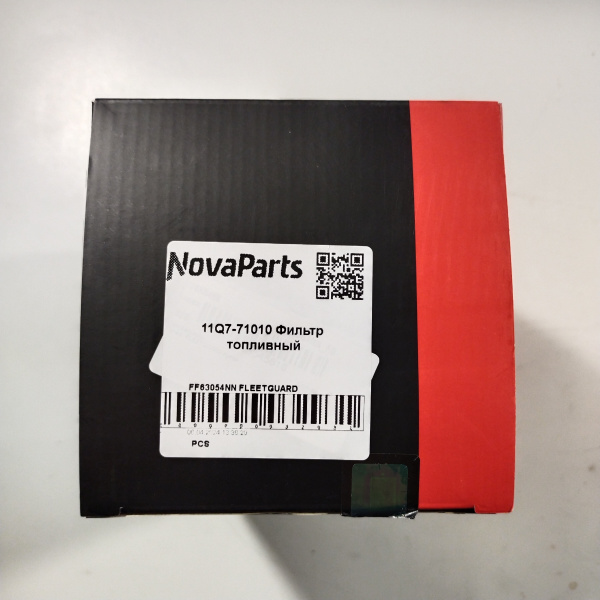 NovaParts
11Q7-71010 Фильтр
топливный
FF63054NN FLEETGUARD
PCS